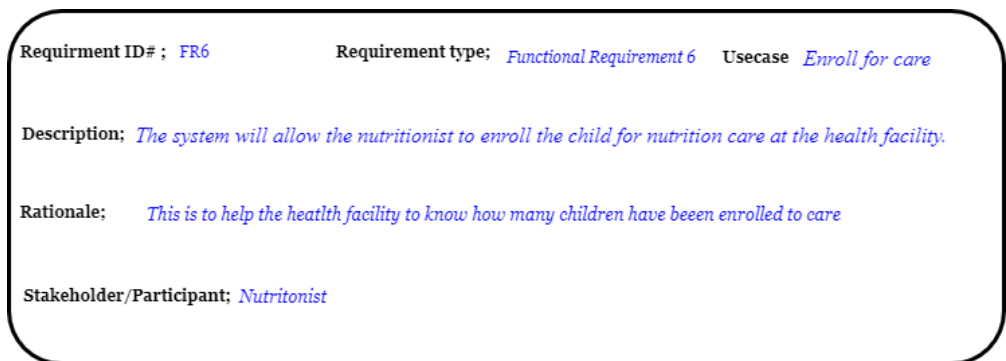 Requirment ID# ; FR6 Requirement type; Functional Requirement 6 Usecase Enroll for care
Description; The system will allow the nutritionist to enroll the child for nutrition care at the health facility.
Rationale; This is to help the heatlth facility to know how many children have beeen enrolled to care
Stakeholder/Participant; Nutritonist